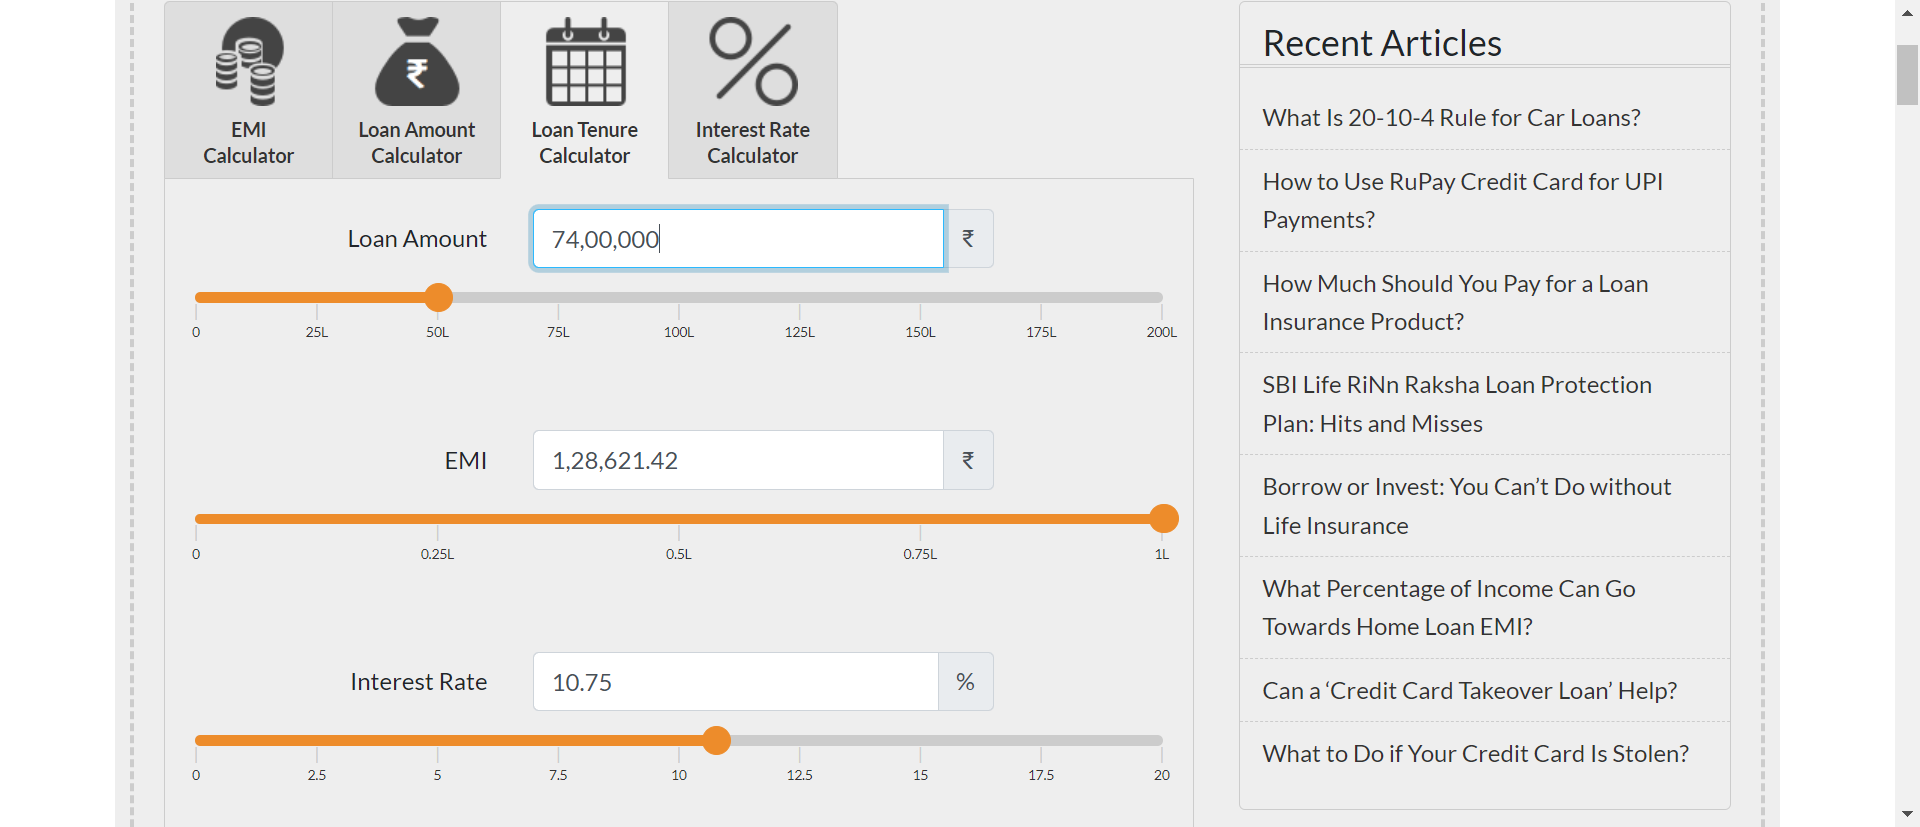 EMI
Calculator
Loan Amount
Calculator
Loan Tenure
Calculator
Interest Rate
Calculator
Loan Amount
74,00,000
₹
0 25L 50L 75L 100L 125L 150L 175L 200L
EMI
1,28,621.42
₹
0 0.25L 0.5L 0.75L 1L
Interest Rate
10.75
%
0 2.5 5 7.5 10 12.5 15 17.5 20
Recent Articles
What Is 20-10-4 Rule for Car Loans?
How to Use RuPay Credit Card for UPI
Payments?
How Much Should You Pay for a Loan
Insurance Product?
SBI Life RiNn Raksha Loan Protection
Plan: Hits and Misses
Borrow or Invest: You Can’t Do without
Life Insurance
What Percentage of Income Can Go
Towards Home Loan EMI?
Can a ‘Credit Card Takeover Loan’ Help?
What to Do if Your Credit Card Is Stolen?